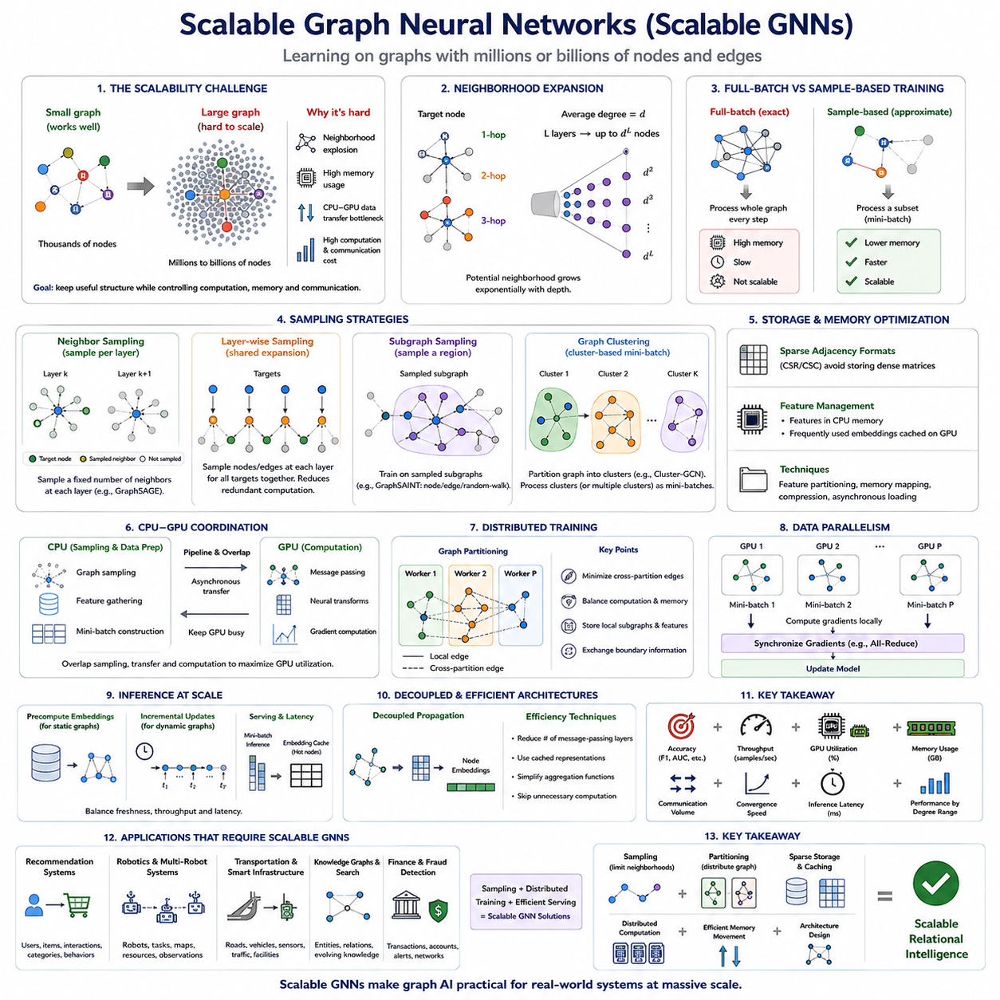 Scalable Graph Neural Networks (Scalable GNNs)
Learning on graphs with millions or billions of nodes and edges
1. THE SCALABILITY CHALLENGE
Small graph
(works well)
Thousands of nodes
Large graph
(hard to scale)
Millions to billions of nodes
Why it's hard
Neighborhood
explosion
High memory
usage
CPU–GPU data
transfer bottleneck
High computation
& communication
cost
Goal: keep useful structure while controlling computation, memory and communication.
2. NEIGHBORHOOD EXPANSION
Target node
1-hop
2-hop
3-hop
Average degree = d
L layers → up to d^L nodes
d²
d²
⋮
d^L
Potential neighborhood grows
exponentially with depth.
3. FULL-BATCH VS SAMPLE-BASED TRAINING
Full-batch (exact)
Process whole graph
every step
High memory
Slow
Not scalable
Sample-based (approximate)
Process a subset
(mini-batch)
Lower memory
Faster
Scalable
4. SAMPLING STRATEGIES
Neighbor Sampling
(sample per layer)
Layer k
Layer k+1
Target node
Sampled neighbor
Not sampled
Sample a fixed number of neighbors
at each layer (e.g., GraphSAGE).
Layer-wise Sampling
(shared expansion)
Targets
Sample nodes/edges at each layer
for all targets together. Reduces
redundant computation.
Subgraph Sampling
(sample a region)
Sampled subgraph
Train on sampled subgraphs
(e.g., GraphSAINT: node/edge/random-walk).
Graph Clustering
(cluster-based mini-batch)
Cluster 1
Cluster 2
Cluster K
...
Partition graph into clusters (e.g., Cluster-GCN).
Process clusters (or multiple clusters) as mini-batches.
5. STORAGE & MEMORY OPTIMIZATION
Sparse Adjacency Formats
(CSR/CSC) avoid storing dense matrices
Feature Management
• Features in CPU memory
• Frequently used embeddings cached on GPU
Techniques
Feature partitioning, memory mapping,
compression, asynchronous loading
6. CPU–GPU COORDINATION
CPU (Sampling & Data Prep)
Graph sampling
Feature gathering
Mini-batch construction
Pipeline & Overlap
Asynchronous
transfer
Keep GPU busy
GPU (Computation)
Message passing
Neural transforms
Gradient computation
Overlap sampling, transfer and computation to maximize GPU utilization.
7. DISTRIBUTED TRAINING
Graph Partitioning
Worker 1
Worker 2
Worker P
Local edge
Cross-partition edge
Key Points
Minimize cross-partition edges
Balance computation & memory
Store local subgraphs & features
Exchange boundary information
8. DATA PARALLELISM
GPU 1
GPU 2
...
GPU P
Mini-batch 1
Mini-batch 2
Mini-batch P
Compute gradients locally
Synchronize Gradients (e.g., All-Reduce)
Update Model
9. INFERENCE AT SCALE
Precompute Embeddings
(for static graphs)
Incremental Updates
(for dynamic graphs)
t₁ ... t₂ ... t_T
Serving & Latency
Mini-batch
Inference
Embedding Cache
(Hot nodes)
Balance freshness, throughput and latency.
10. DECOUPLED & EFFICIENT ARCHITECTURES
Decoupled Propagation
Node
Embeddings
Efficiency Techniques
• Reduce # of message-passing layers
• Use cached representations
• Simplify aggregation functions
• Skip unnecessary computation
11. KEY TAKEAWAY
Accuracy
(F1, AUC, etc.)
+
Throughput
(samples/sec)
+
GPU
GPU Utilization
(%)
+
Memory Usage
(GB)
Communication
Volume
+
Convergence
Speed
+
Inference Latency
(ms)
+
Performance by
Degree Range
12. APPLICATIONS THAT REQUIRE SCALABLE GNNS
Recommendation
Systems
Users, items, interactions,
categories, behaviors
Robotics & Multi-Robot
Systems
Robots, tasks, maps,
resources, observations
Transportation &
Smart Infrastructure
Roads, vehicles, sensors,
traffic, facilities
Knowledge Graphs &
Search
Entities, relations,
evolving knowledge
Finance & Fraud
Detection
$
Transactions, accounts,
alerts, networks
Sampling + Distributed
Training + Efficient Serving
= Scalable GNN Solutions
13. KEY TAKEAWAY
Sampling
(limit neighborhoods)
+
Partitioning
(distribute graph)
Sparse Storage
& Caching
Distributed
Computation
+
Efficient Memory
Movement
+
Architecture
Design
=
Scalable
Relational
Intelligence
Scalable GNNs make graph AI practical for real-world systems at massive scale.